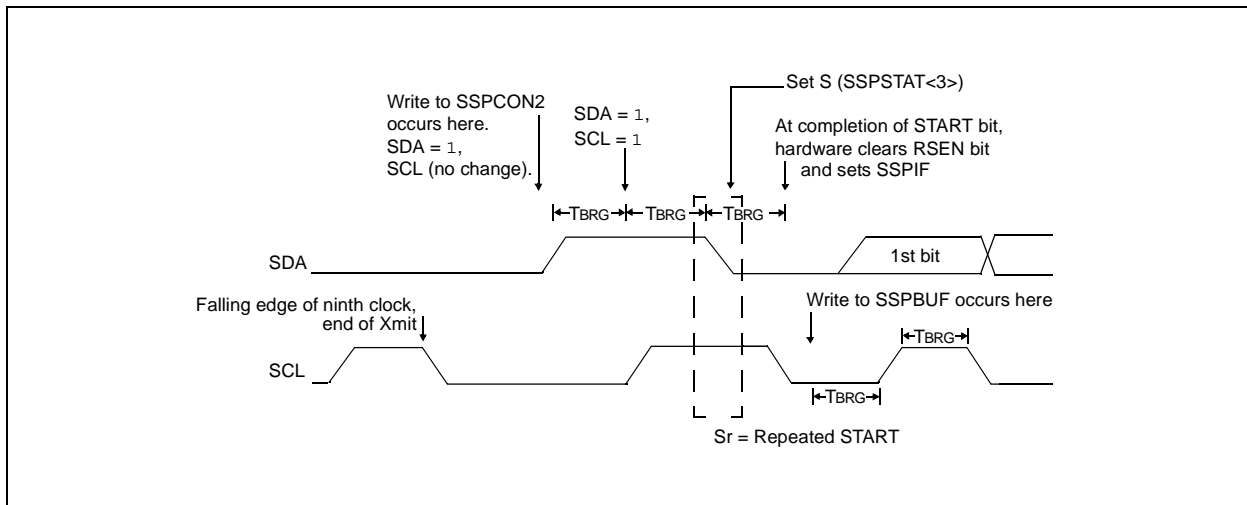 Set S (SSPSTAT<3>)
Write to SSPCON2
occurs here.
SDA = 1,
SCL (no change).
SDA = 1,
SCL = 1
At completion of START bit,
hardware clears RSEN bit
and sets SSPIF
TBRG
TBRG
TBRG
SDA
1st bit
Falling edge of ninth clock,
end of Xmit
Write to SSPBUF occurs here
TBRG
SCL
TBRG
Sr = Repeated START